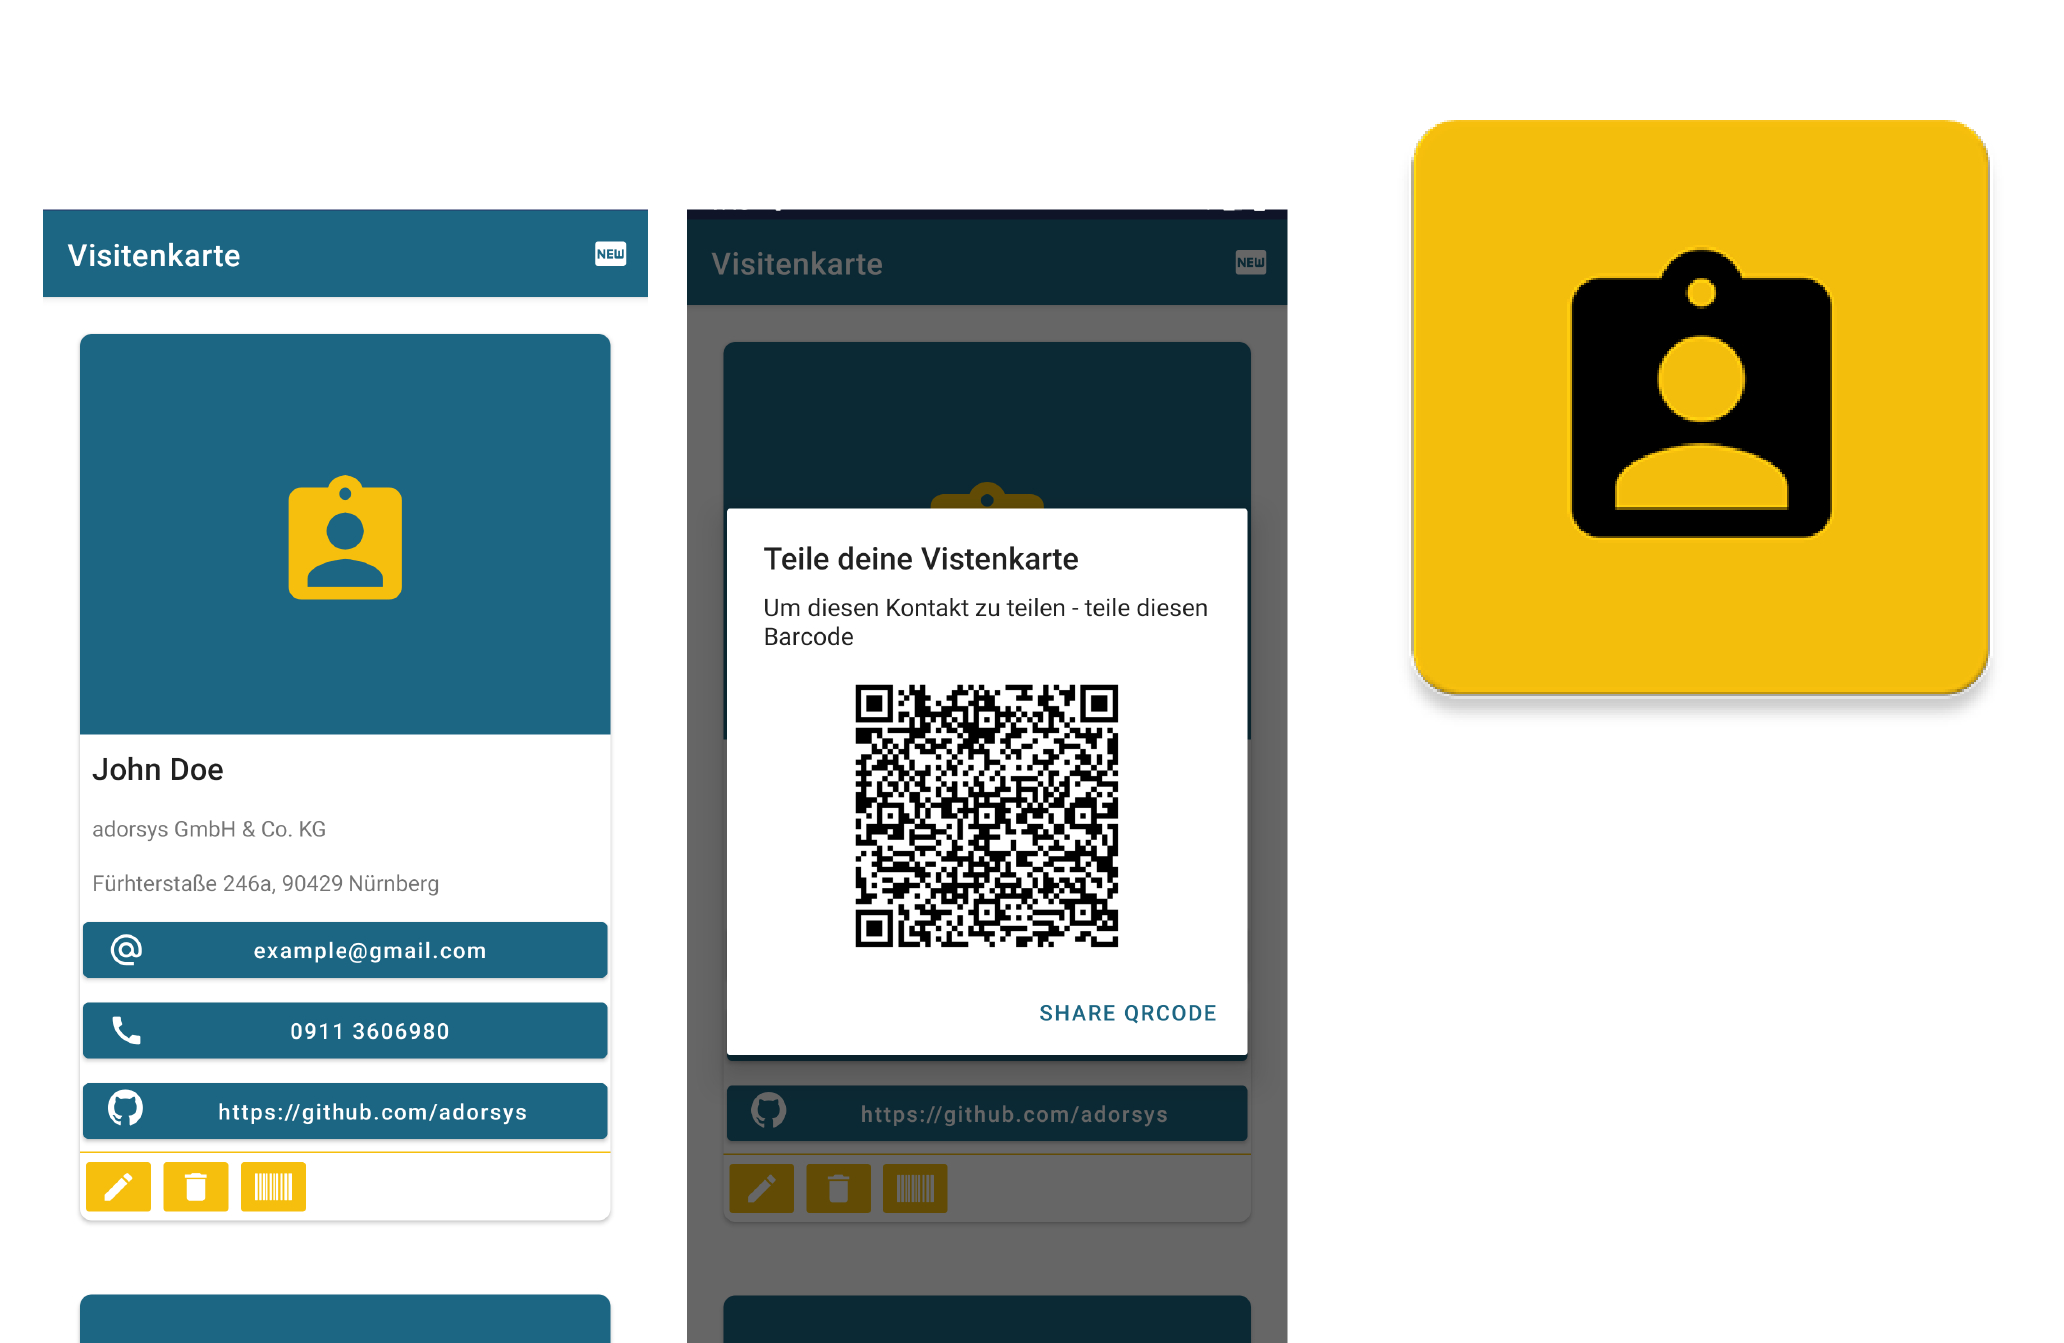 Visitenkarte
NEW
John Doe
adorsys GmbH & Co. KG
Fürhterstaße 246a, 90429 Nürnberg
example@gmail.com
0911 3606980
https://github.com/adorsys
Visitenkarte
NEW
Teile deine Vistenkarte
Um diesen Kontakt zu teilen - teile diesen
Barcode
SHARE QRCODE
https://github.com/adorsys